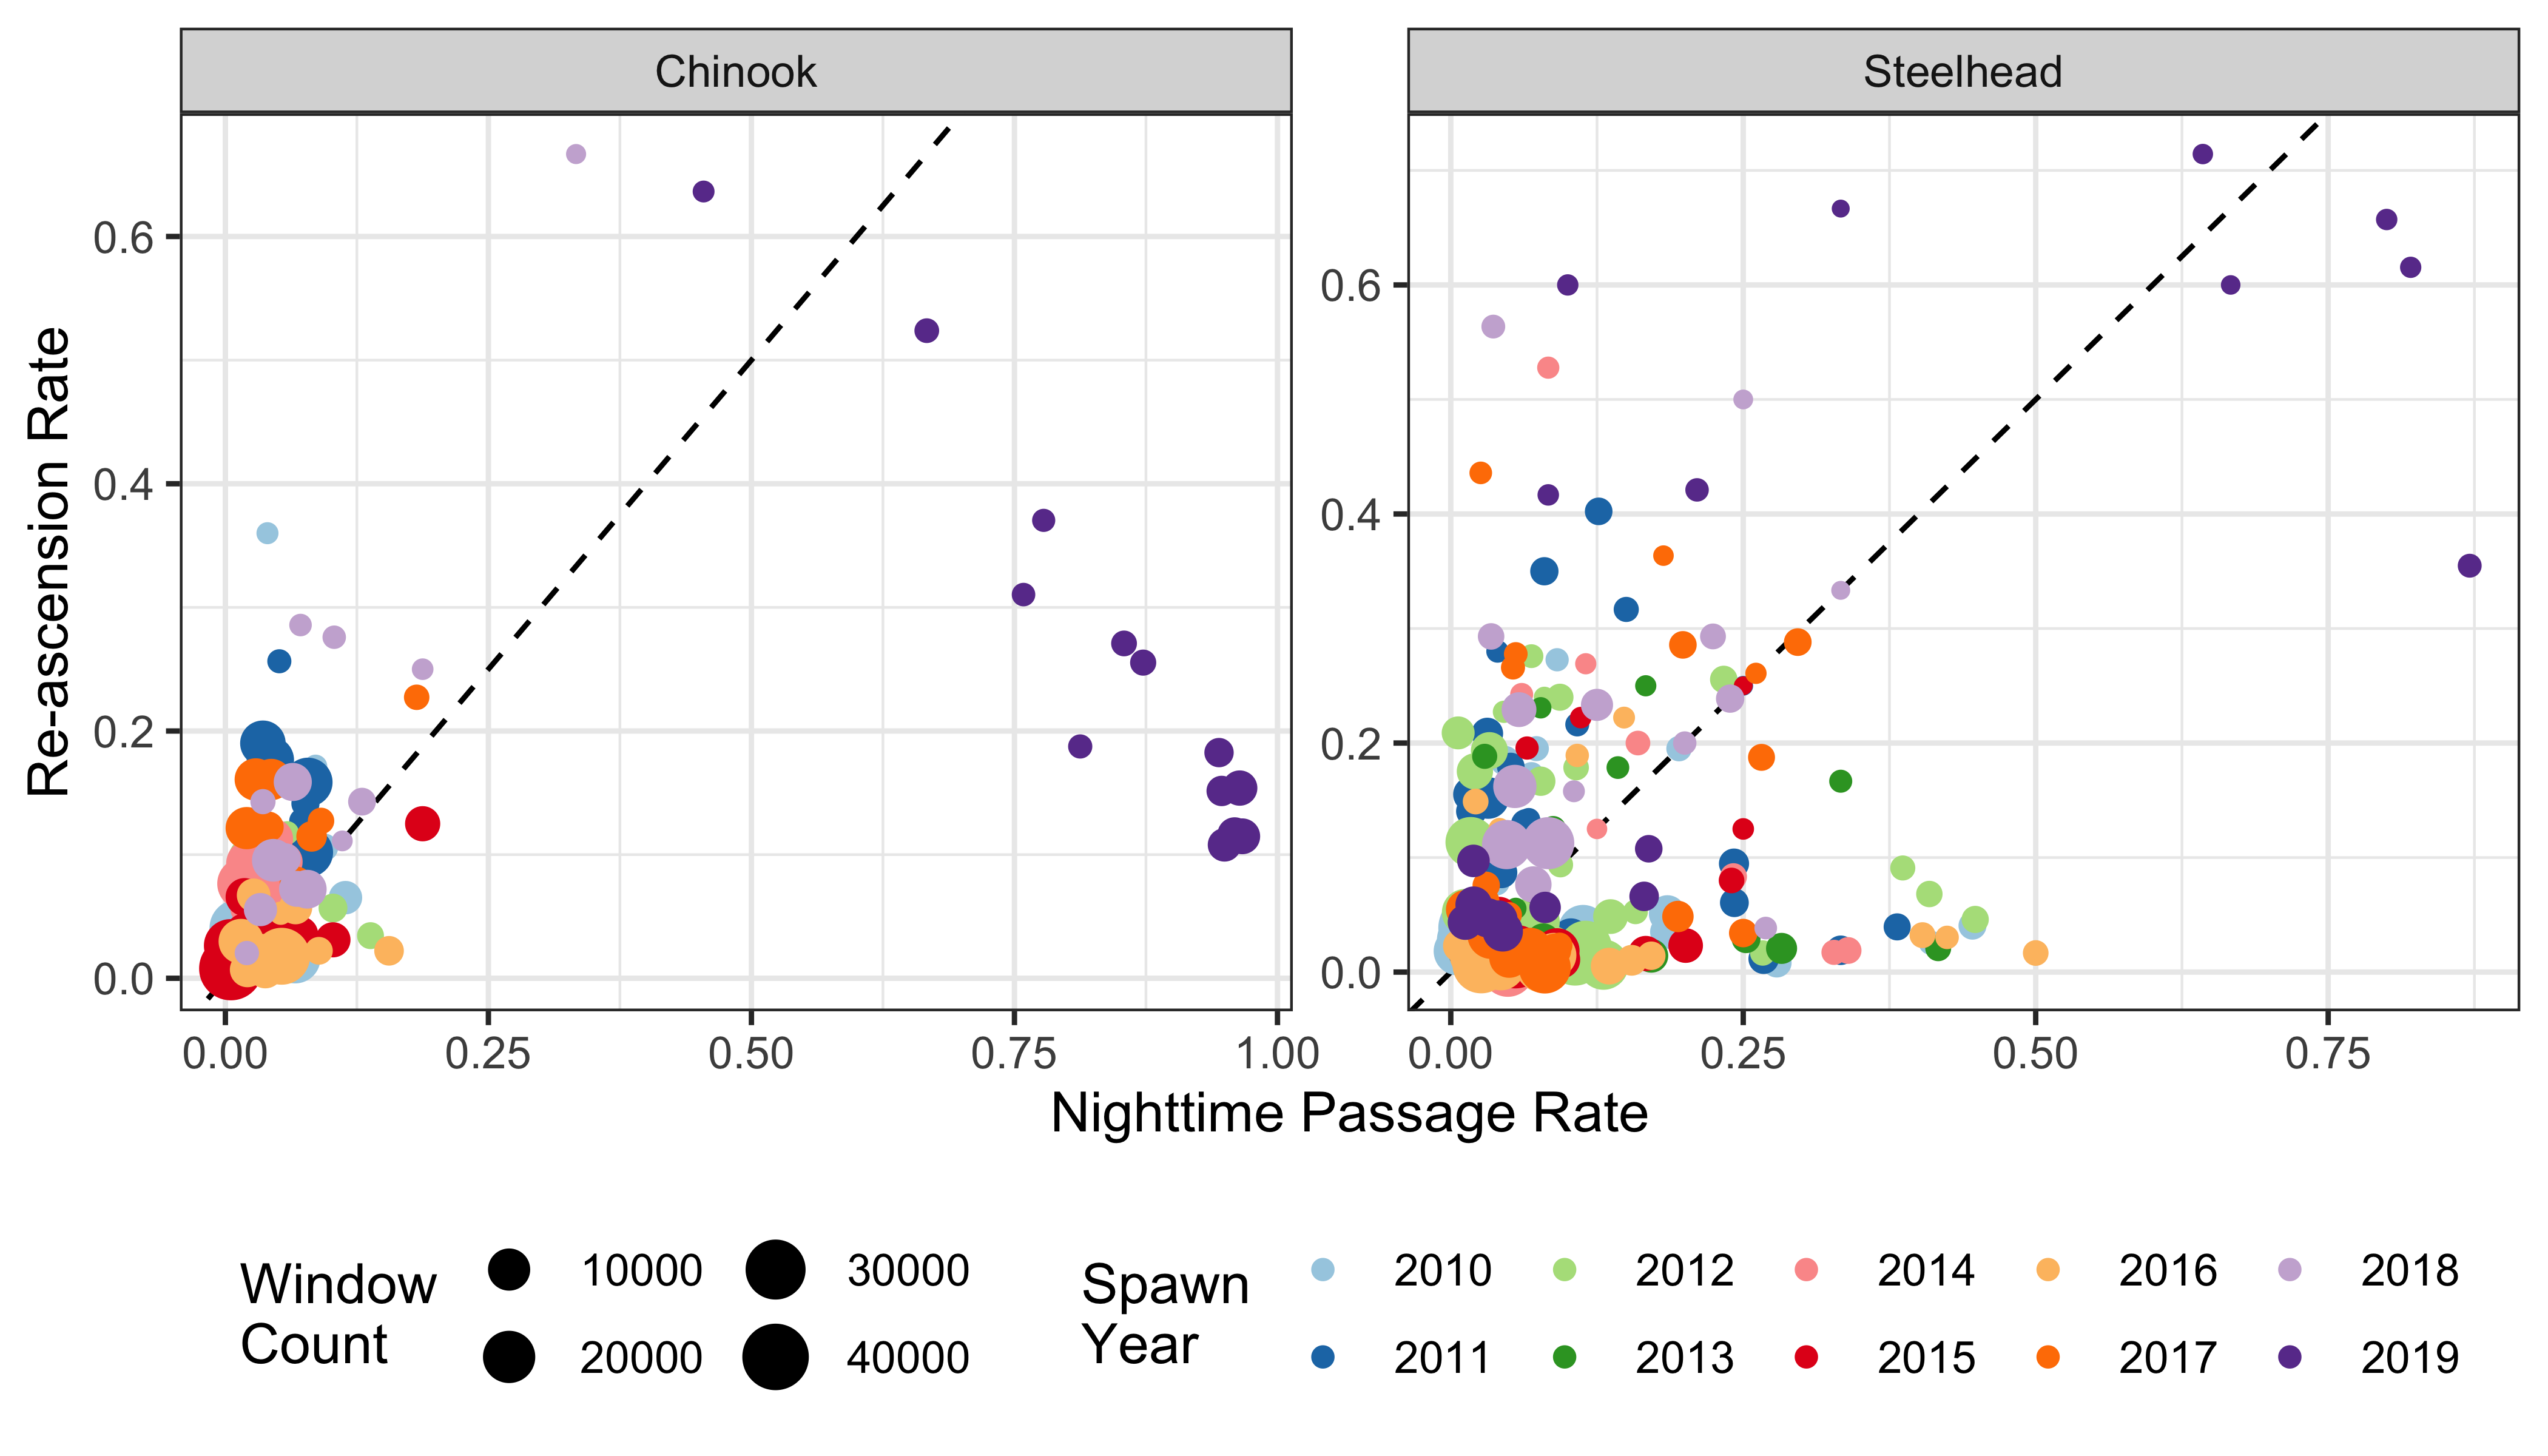 Chinook
Steelhead
Re-ascension Rate
0.6
0.4
0.2
0.0
0.6
0.4
0.2
0.0
0.00 0.25 0.50 0.75 1.00
0.00 0.25 0.50 0.75
Nighttime Passage Rate
Window
Count
10000
30000
20000
40000
Spawn
Year
2010 2012 2014 2016 2018
2011 2013 2015 2017 2019